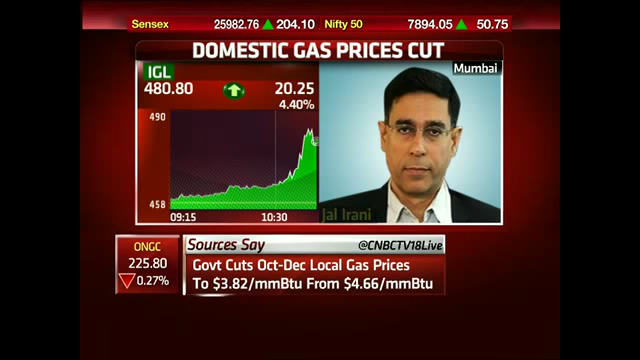 Sensex 25982.76 ▲ 204.10 Nifty 50 7894.05 ▲ 50.75
DOMESTIC GAS PRICES CUT
IGL
480.80 20.25
4.40%
490
458
09:15 10:30
Mumbai
Jal Irani
ONGC
225.80
▼ 0.27%
Sources Say @CNBCTV18Live
Govt Cuts Oct-Dec Local Gas Prices
To $3.82/mmBtu From $4.66/mmBtu